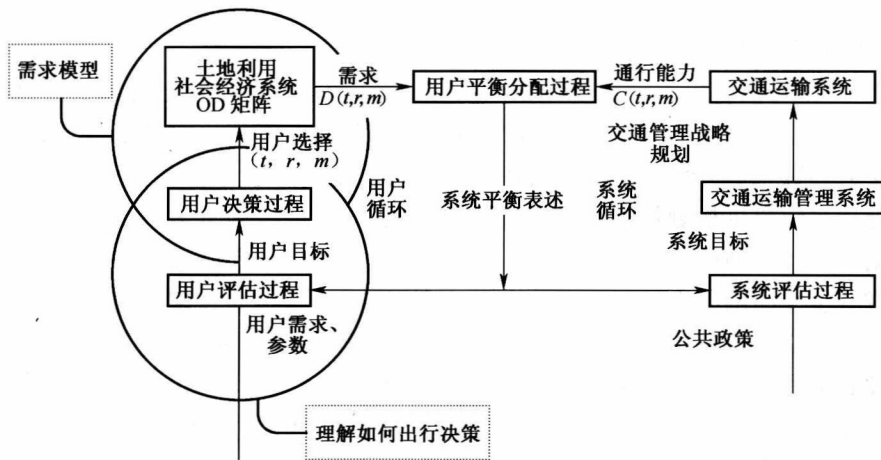 需求模型
土地利用
社会经济系统
OD 矩阵
需求
D(t,r,m)
用户平衡分配过程
通行能力
C(t,r,m)
交通运输系统
用户选择
(t, r, m)
交通管理战略
规划
用户决策过程
用户
循环
系统平衡表述
系统
循环
交通运输管理系统
用户目标
系统目标
用户评估过程
系统评估过程
用户需求、
参数
公共政策
理解如何出行决策